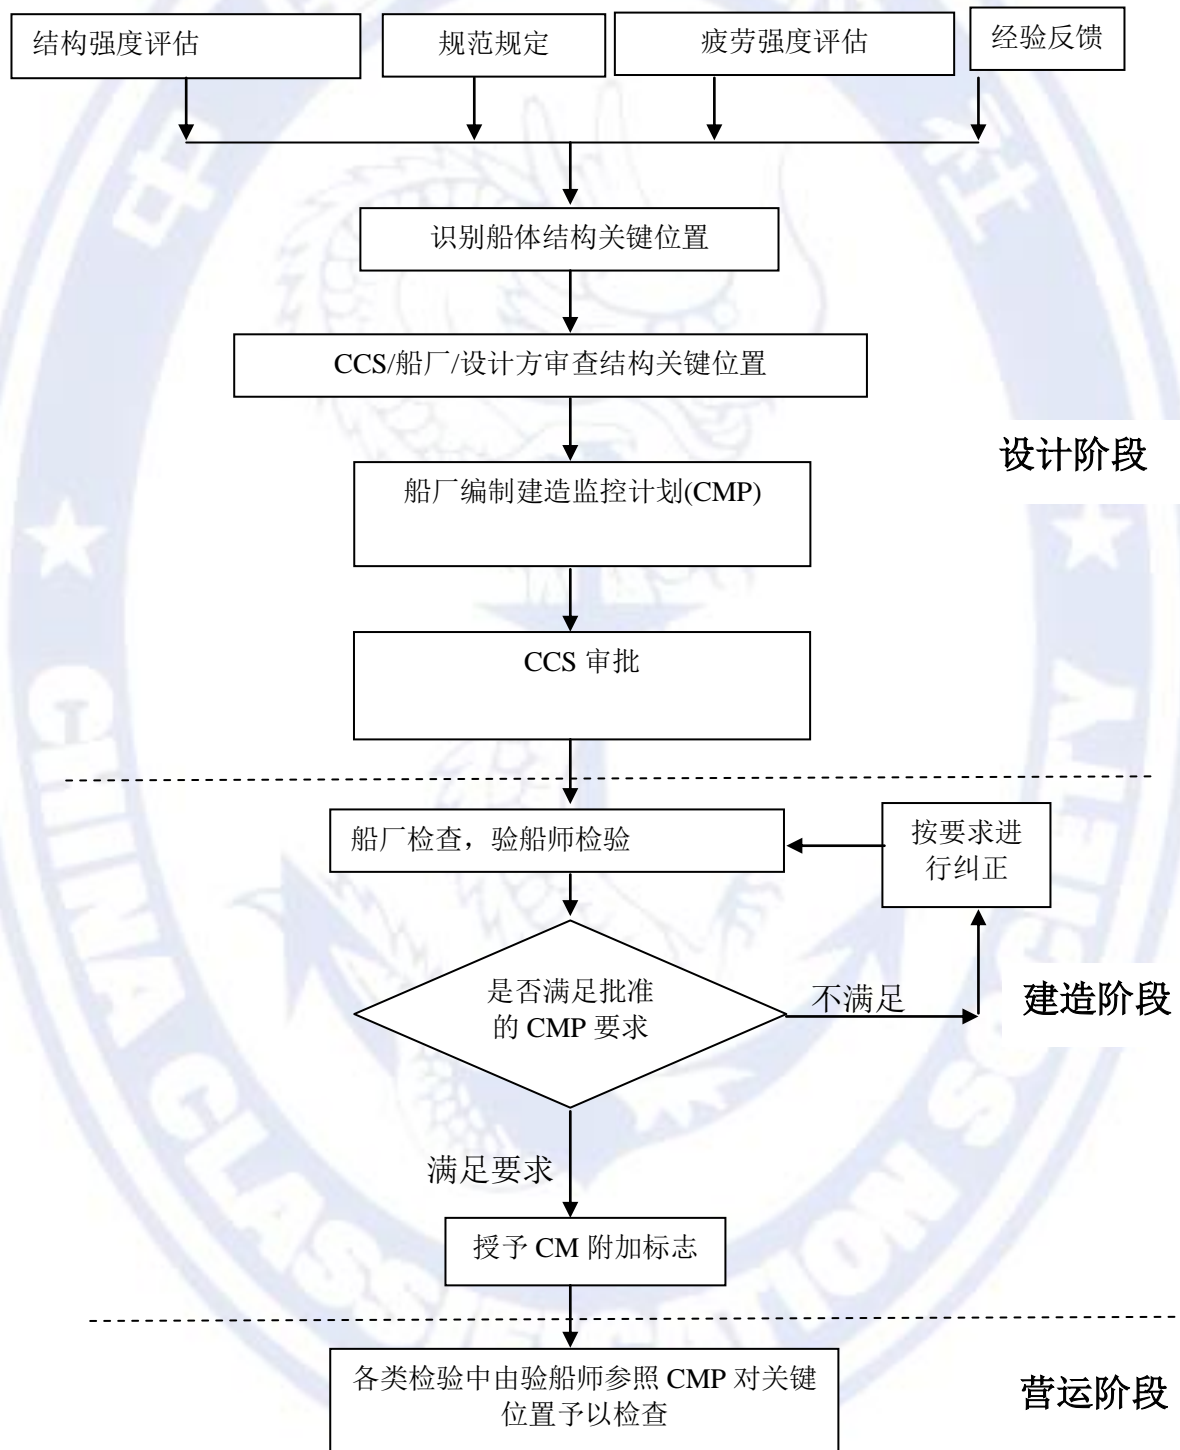 结构强度评估
规范规定
疲劳强度评估
经验反馈
识别船体结构关键位置
CCS/船厂/设计方审查结构关键位置
设计阶段
船厂编制建造监控计划(CMP)
CCS 审批
船厂检查，验船师检验
按要求进
行纠正
是否满足批准
的 CMP 要求
不满足
建造阶段
满足要求
授予 CM 附加标志
各类检验中由验船师参照 CMP 对关键
位置予以检查
营运阶段
中
社
CHINA CLASSIFICATION SOCIETY